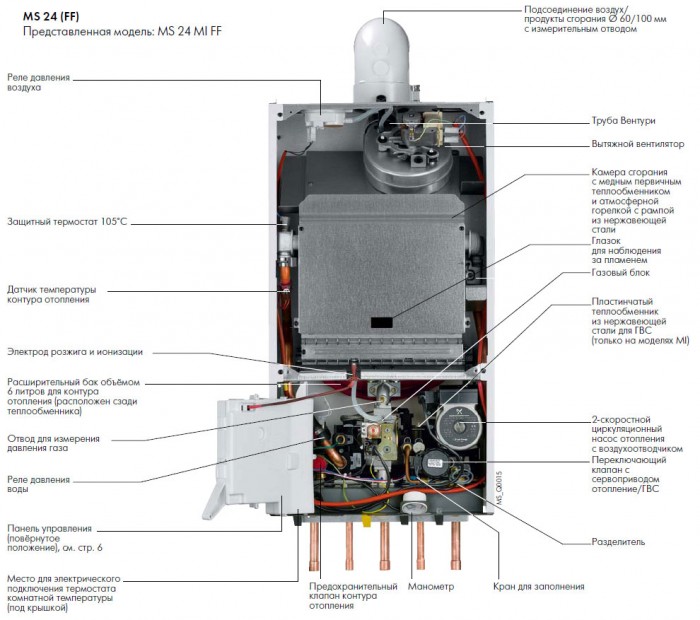 MS 24 (FF)
Представленная модель: MS 24 MI FF
Подсоединение воздух/
продукты сгорания Ø 60/100 мм
с измерительным отводом
Реле давления
воздуха
Труба Вентури
Вытяжной вентилятор
Камера сгорания
с медным первичным
теплообменником
и атмосферной
горелкой с рампой
из нержавеющей
стали
Защитный термостат 105°C
Глазок
для наблюдения
за пламенем
Газовый блок
Датчик температуры
контура отопления
Пластинчатый
теплообменник
из нержавеющей
стали для ГВС
(только на моделях MI)
Электрод розжига и ионизации
Расширительный бак объёмом
6 литров для контура
отопления (расположен сзади
теплообменника)
2-скоростной
циркуляционный
насос отопления
с воздухоотводчиком
Отвод для измерения
давления газа
Переключающий
клапан с
сервоприводом
отопление/ГВС
Реле давления
воды
MS_Q0015
Панель управления
(повёрнутое
положение), см. стр. 6
Разделитель
Место для электрического
подключения термостата
комнатной температуры
(под крышкой)
Предохранительный
клапан контура
отопления
Манометр
Кран для заполнения